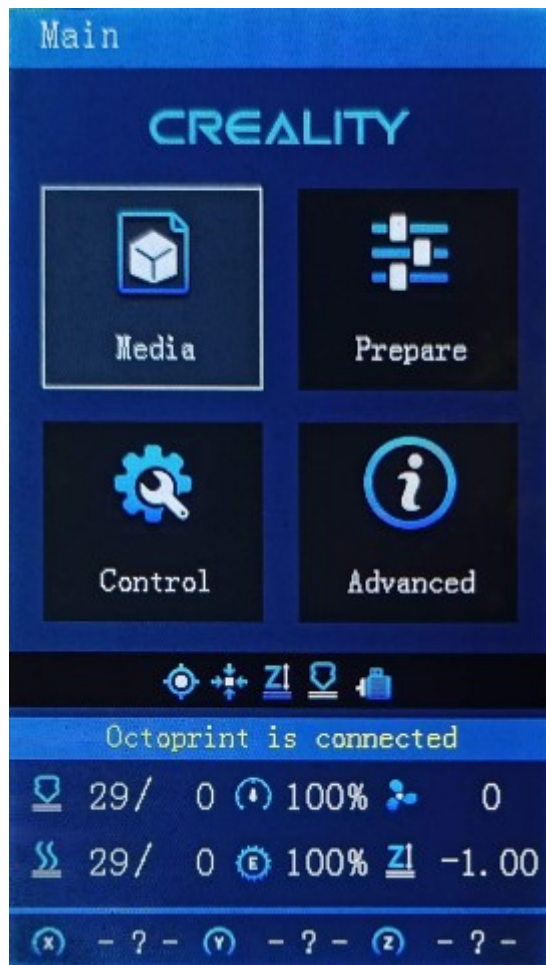 Main
CREALITY
Media Prepare
Control Advanced
Z
Octoprint is connected
29/ 0 100% 0
29/ 0 E 100% Z -1.00
X - ? - Y - ? - Z - ? -